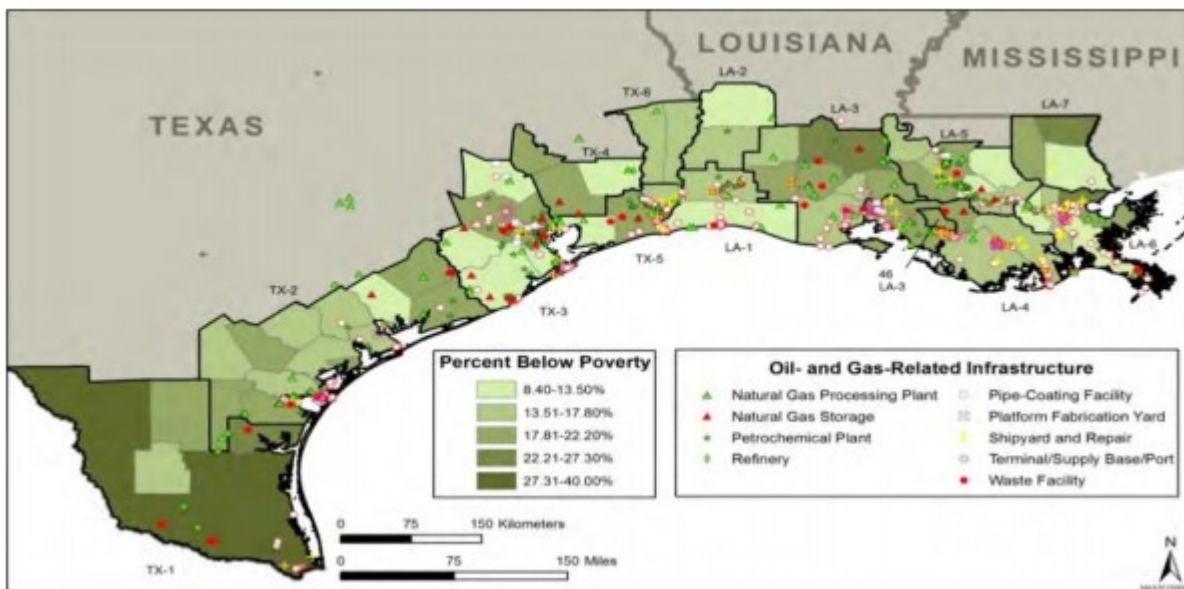 LOUISIANA
MISSISSIPPI
TEXAS
LA-2
TX-6
LA-3
LA-7
LA-5
TX-4
LA-6
LA-1
TX-5
46
LA-3
TX-2
TX-3
LA-4
TX-1
Percent Below Poverty
8.40-13.50%
13.51-17.80%
17.81-22.20%
22.21-27.30%
27.31-40.00%
Oil- and Gas-Related Infrastructure
Natural Gas Processing Plant
Natural Gas Storage
Petrochemical Plant
Refinery
Pipe-Coating Facility
Platform Fabrication Yard
Shipyard and Repair
Terminal/Supply Base/Port
Waste Facility
0 75 150 Kilometers
0 75 150 Miles
N